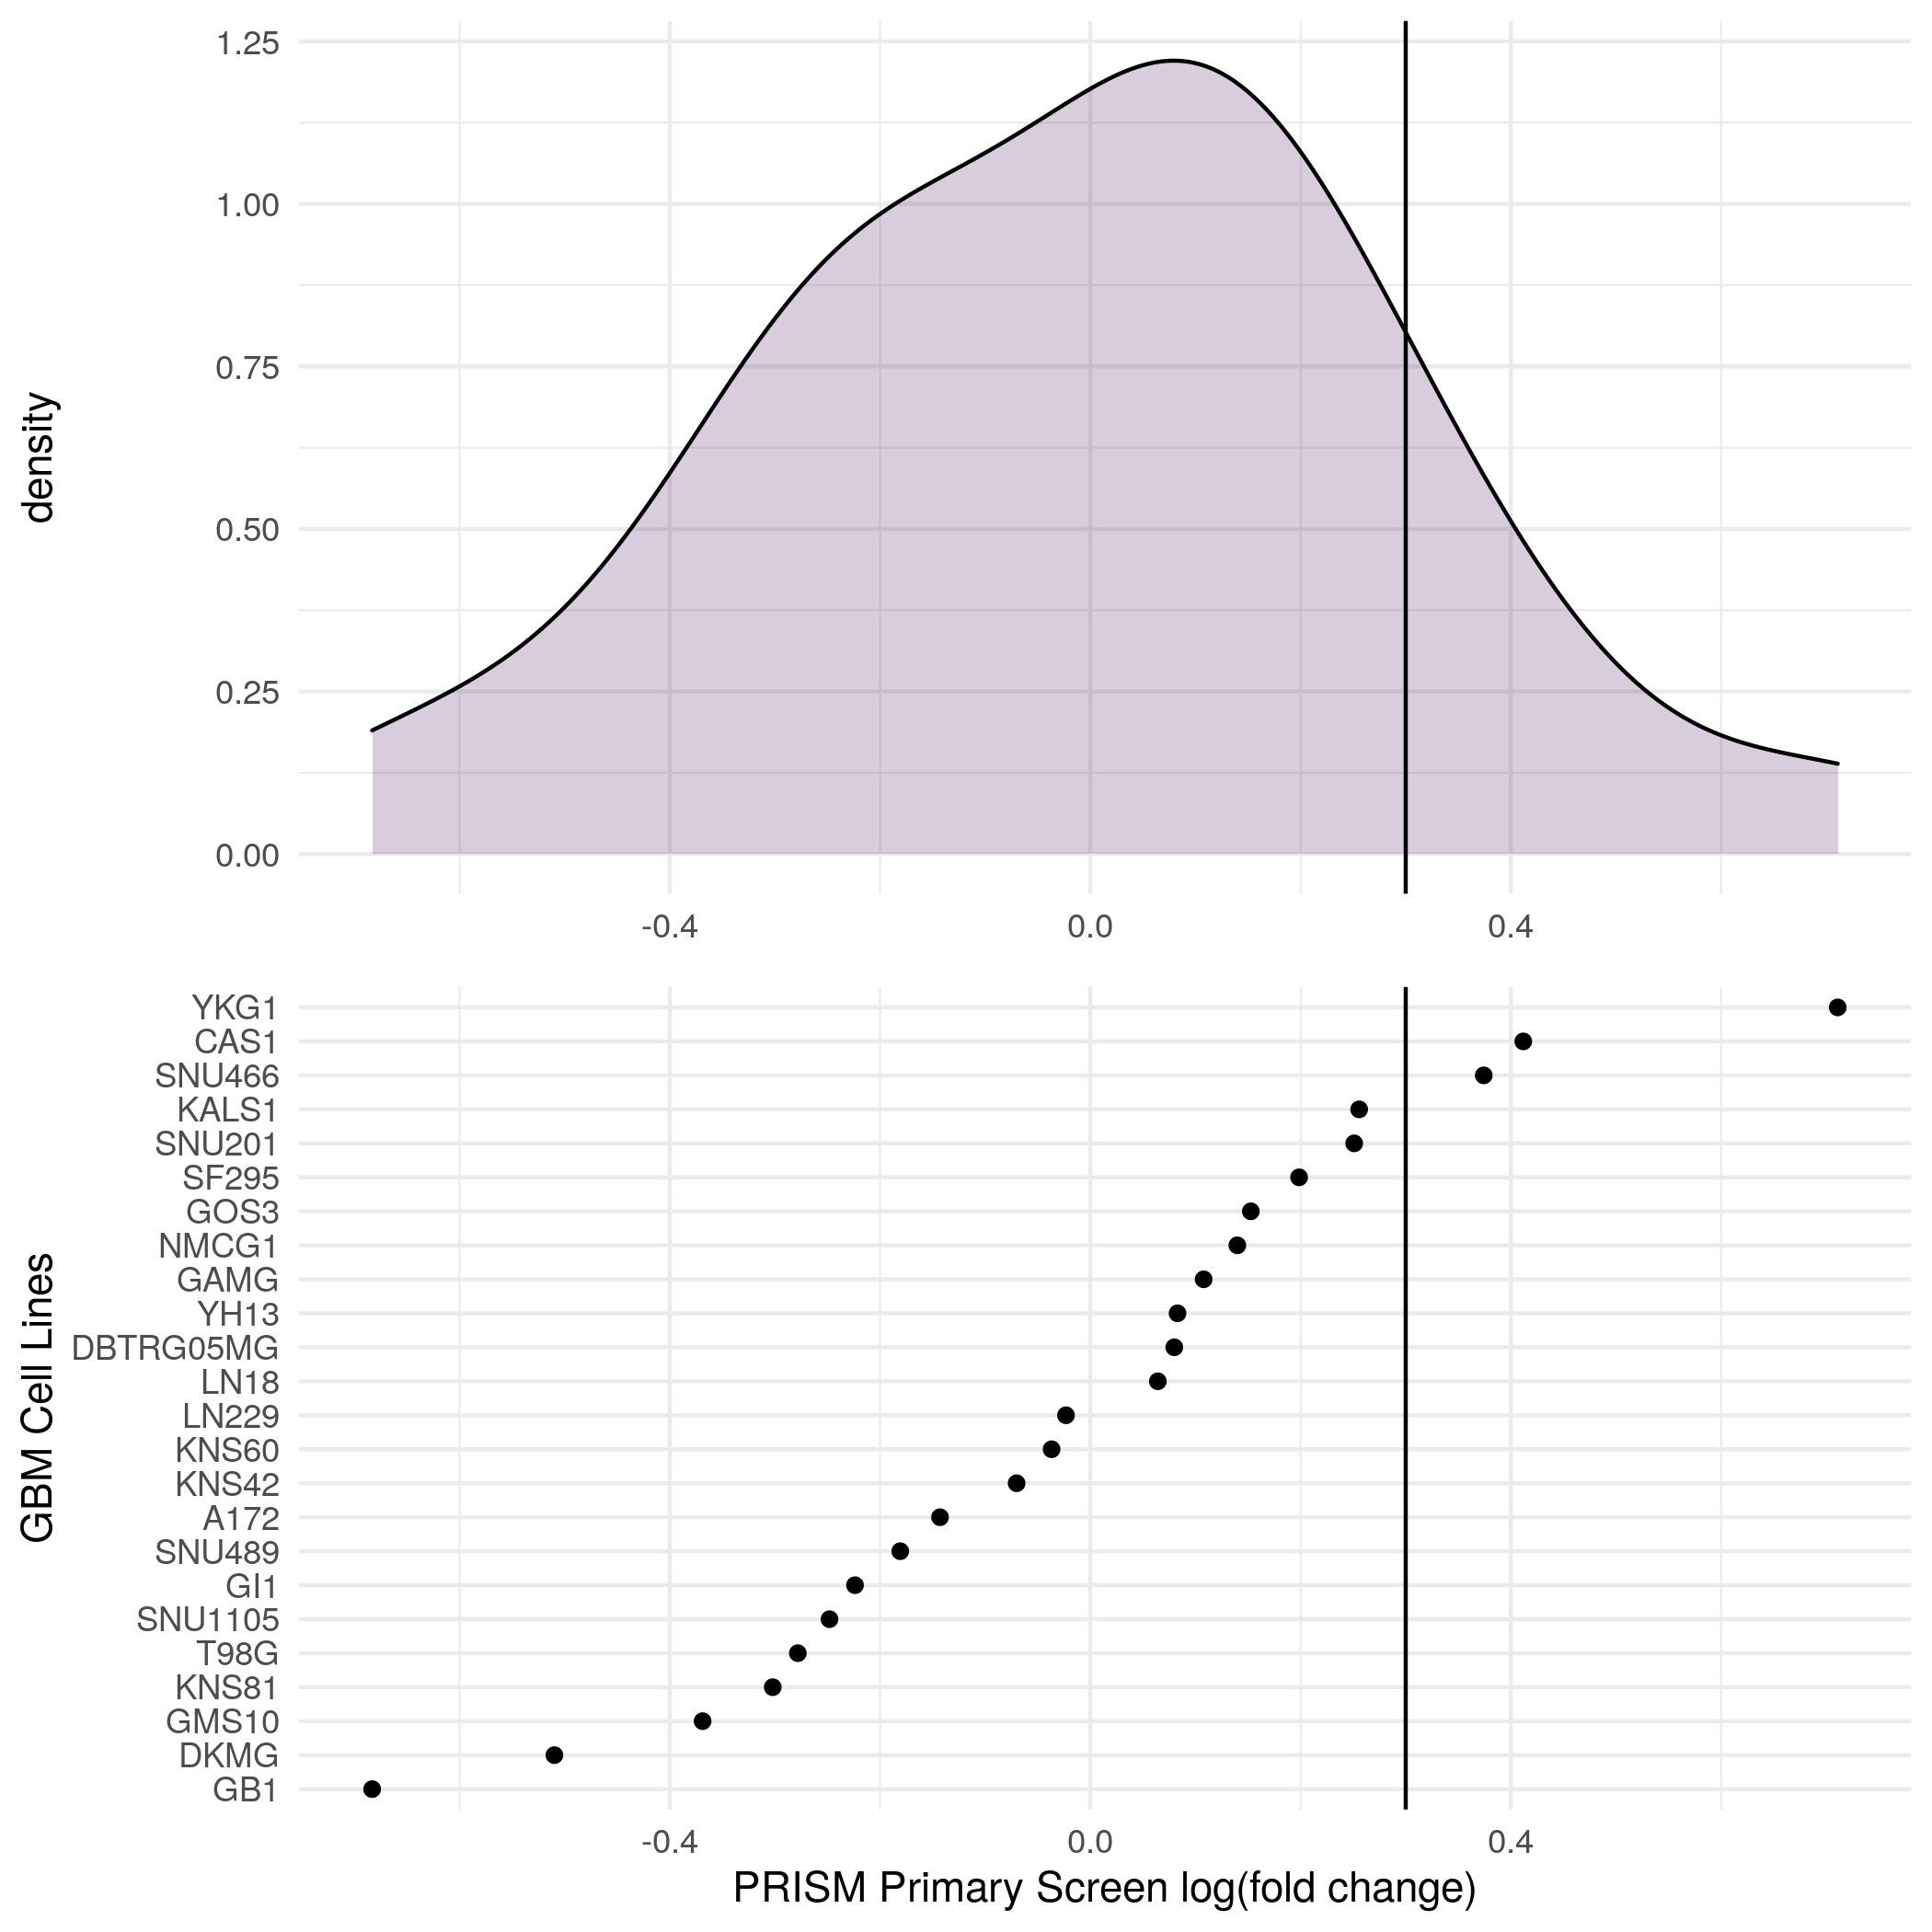 density
1.25
1.00
0.75
0.50
0.25
0.00
-0.4 0.0 0.4
GBM Cell Lines
YKG1
CAS1
SNU466
KALS1
SNU201
SF295
GOS3
NMCG1
GAMG
YH13
DBTRG05MG
LN18
LN229
KNS60
KNS42
A172
SNU489
GI1
SNU1105
T98G
KNS81
GMS10
DKMG
GB1
-0.4 0.0 0.4
PRISM Primary Screen log(fold change)